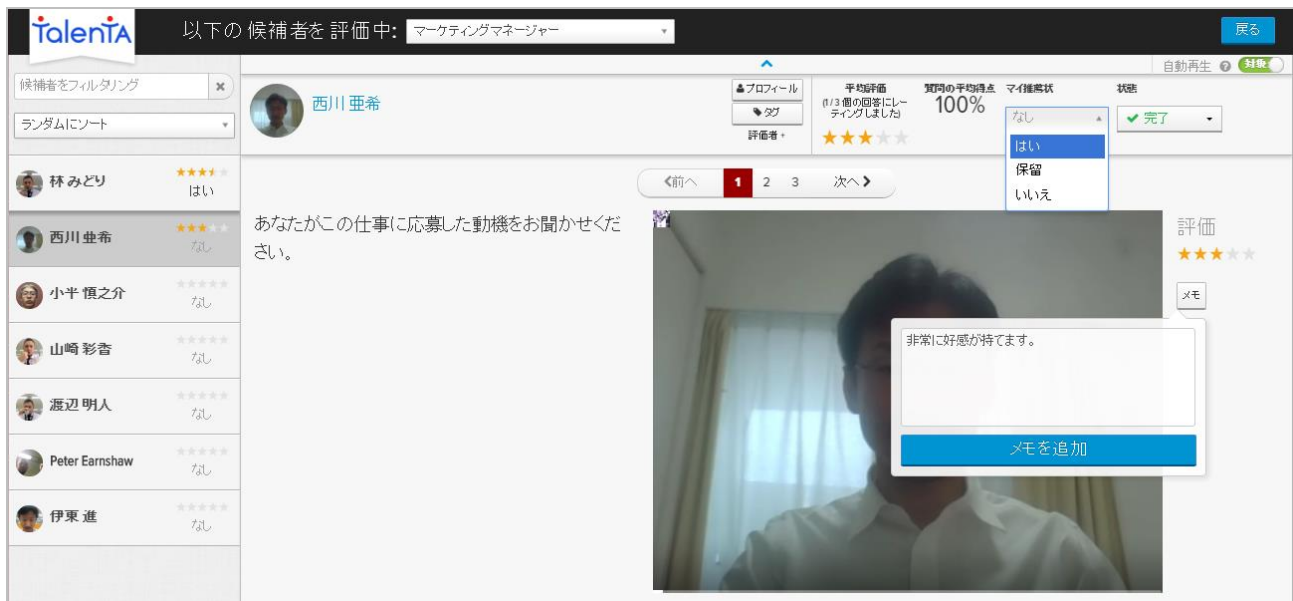 TalenTA
以下の候補者を評価中: マーケティングマネージャー
戻る
自動再生
候補者をフィルタリング
ランダムにソート
林 みどり
はい
西川 亜希
なし
小半 慎之介
なし
山崎 彩香
なし
渡辺 明人
なし
Peter Earnshaw
なし
伊東 進
なし
西川 亜希
プロフィール
タグ
評価者
平均評価
(1/3 個の回答にレー
ティングしました)
質問の平均得点
100%
マイ推薦状
なし
はい
保留
いいえ
状態
完了
前へ 1 2 3 次へ
あなたがこの仕事に応募した動機をお聞かせくだ
さい。
評価
メモ
非常に好感が持てます。
メモを追加